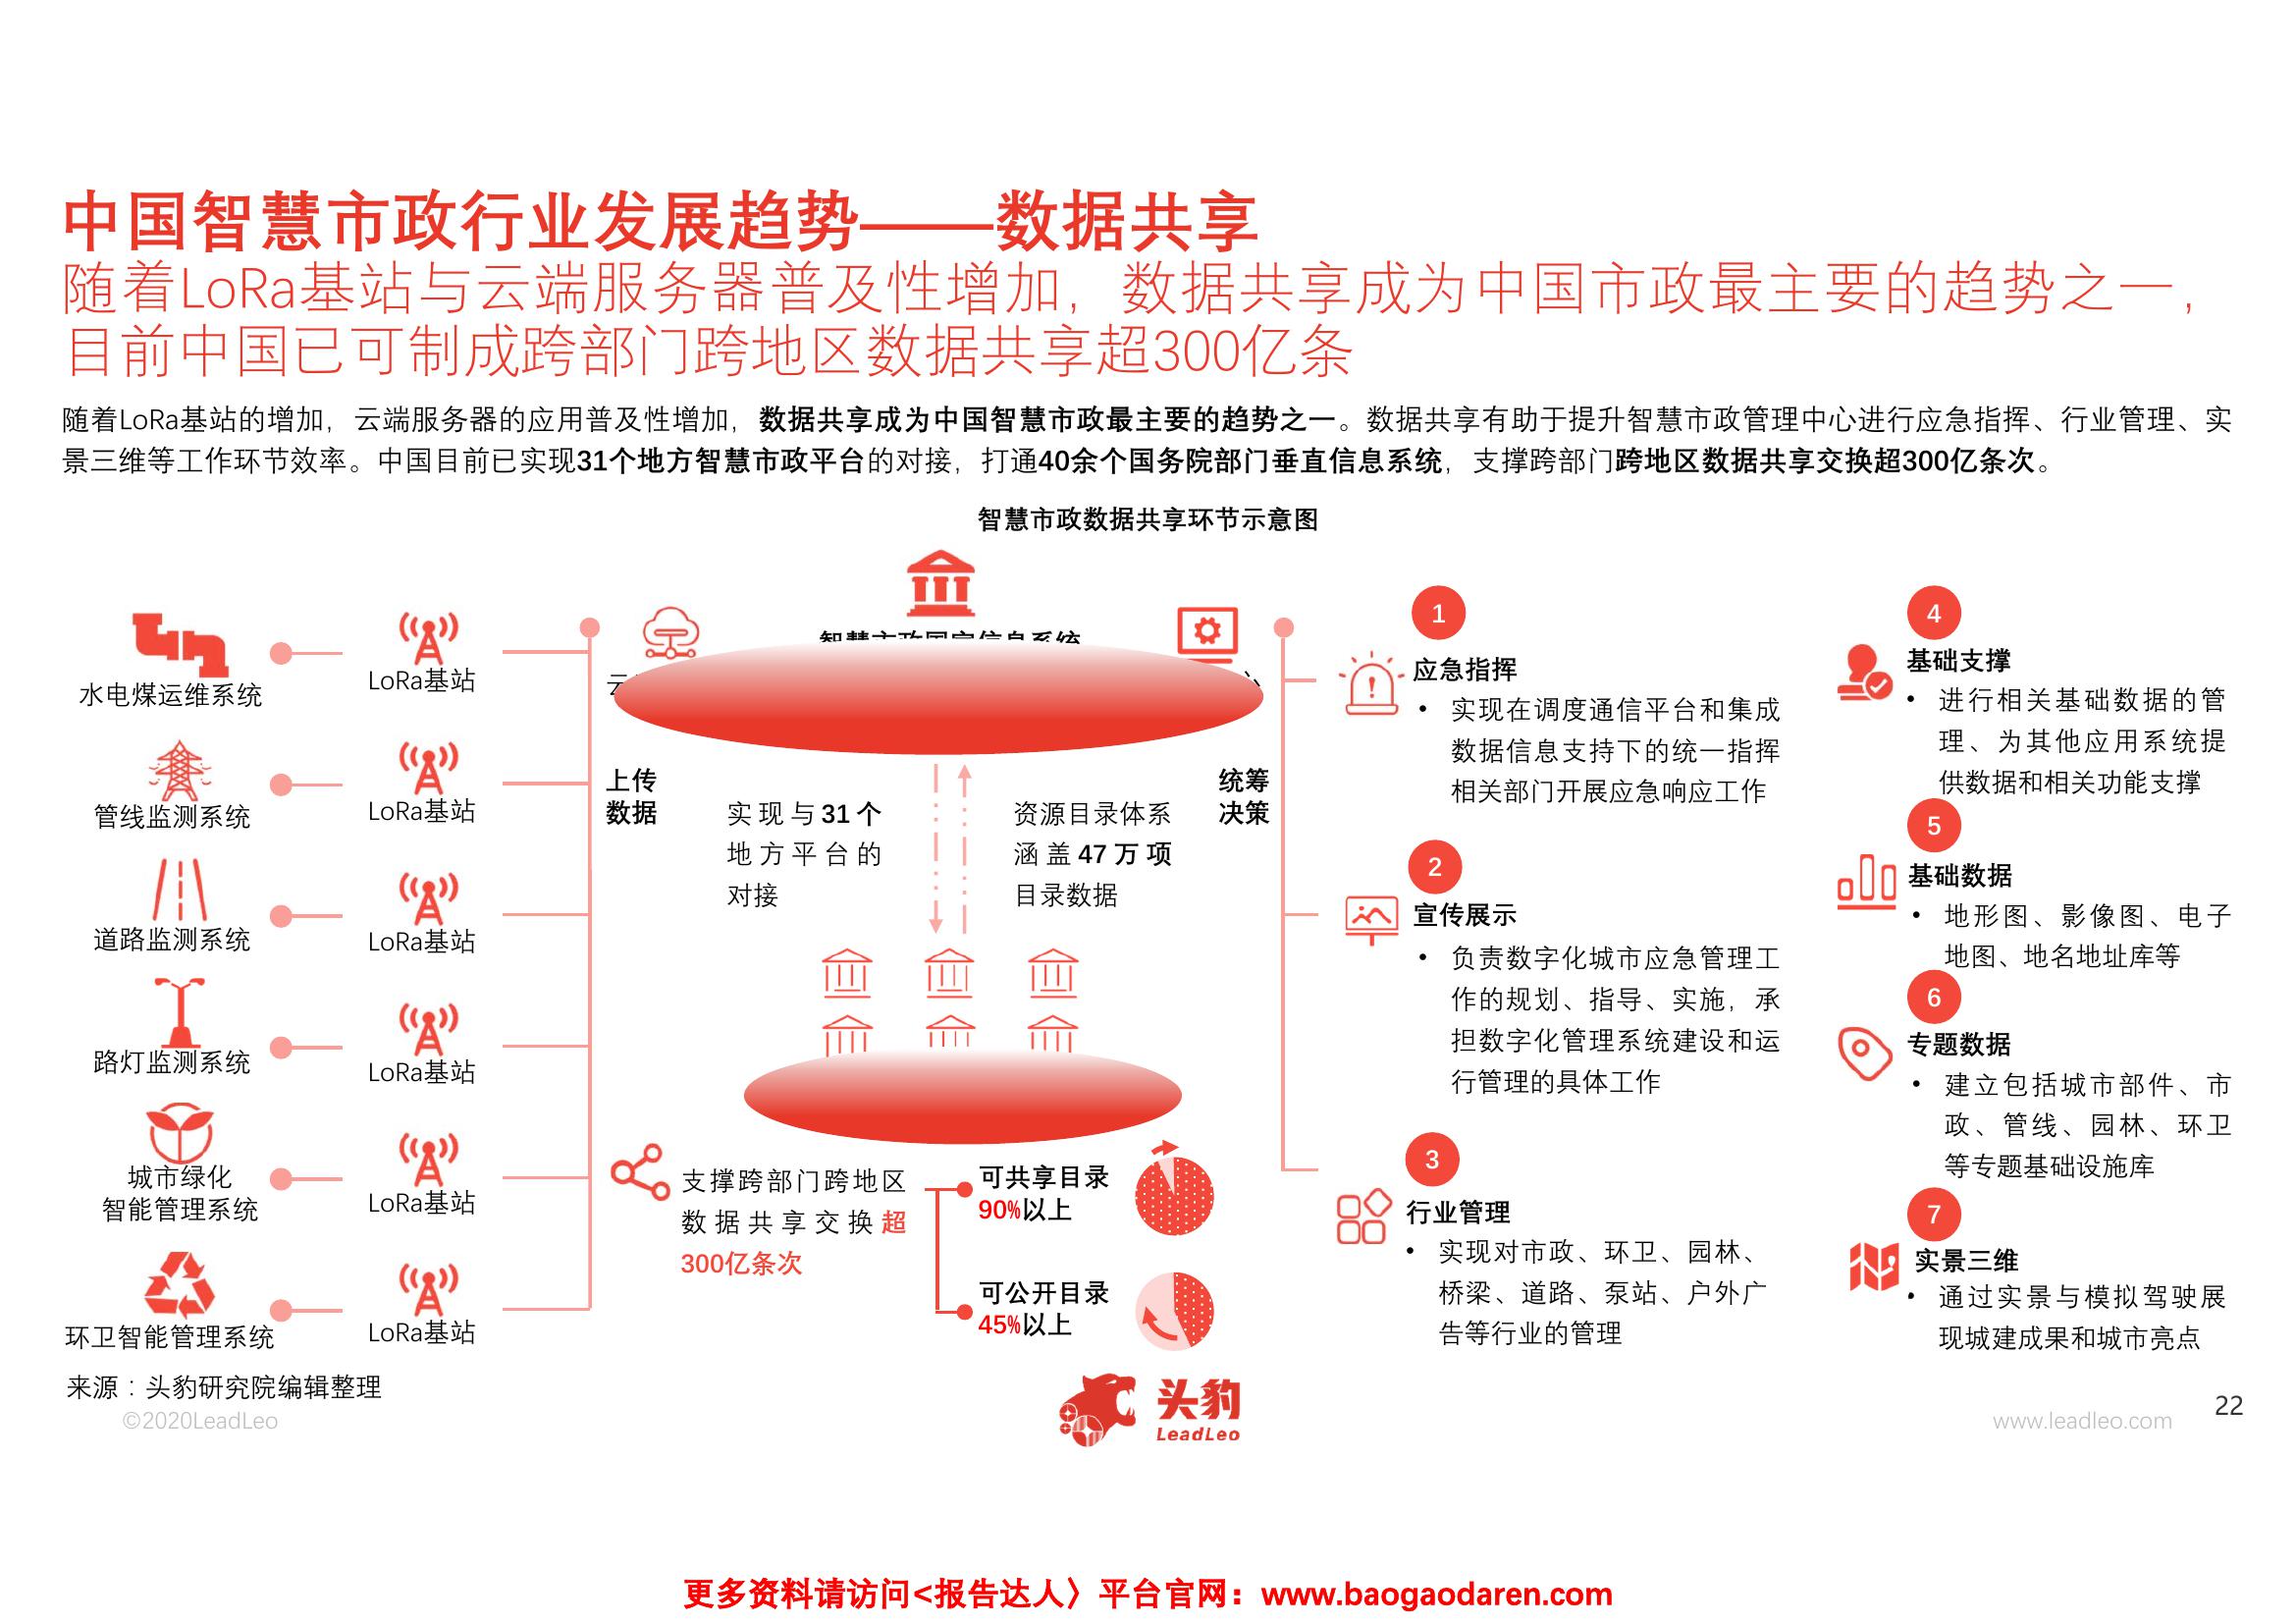 中国智慧市政行业发展趋势——数据共享
随着LoRa基站与云端服务器普及性增加，数据共享成为中国市政最主要的趋势之一，
目前中国已可制成跨部门跨地区数据共享超300亿条
随着LoRa基站的增加，云端服务器的应用普及性增加，数据共享成为中国智慧市政最主要的趋势之一。数据共享有助于提升智慧市政管理中心进行应急指挥、行业管理、实
景三维等工作环节效率。中国目前已实现31个地方智慧市政平台的对接，打通40余个国务院部门垂直信息系统，支撑跨部门跨地区数据共享交换超300亿条次。
智慧市政数据共享环节示意图
水电煤运维系统
LoRa基站
管线监测系统
LoRa基站
道路监测系统
LoRa基站
路灯监测系统
LoRa基站
城市绿化
智能管理系统
LoRa基站
环卫智能管理系统
LoRa基站
智慧市政国家信息系统
上传
数据
实现与31个
地方平台的
对接
资源目录体系
涵盖47万项
目录数据
统筹
决策
支撑跨部门跨地区
数据共享交换超
300亿条次
可共享目录
90%以上
可公开目录
45%以上
1
应急指挥
• 实现在调度通信平台和集成
数据信息支持下的统一指挥
相关部门开展应急响应工作
2
宣传展示
• 负责数字化城市应急管理工
作的规划、指导、实施，承
担数字化管理系统建设和运
行管理的具体工作
3
行业管理
• 实现对市政、环卫、园林、
桥梁、道路、泵站、户外广
告等行业的管理
4
基础支撑
• 进行相关基础数据的管
理、为其他应用系统提
供数据和相关功能支撑
5
基础数据
• 地形图、影像图、电子
地图、地名地址库等
6
专题数据
• 建立包括城市部件、市
政、管线、园林、环卫
等专题基础设施库
7
实景三维
• 通过实景与模拟驾驶展
现城建成果和城市亮点
来源：头豹研究院编辑整理
©2020LeadLeo
头豹
LeadLeo
www.leadleo.com
22
更多资料请访问<报告达人〉平台官网：www.baogaodaren.com